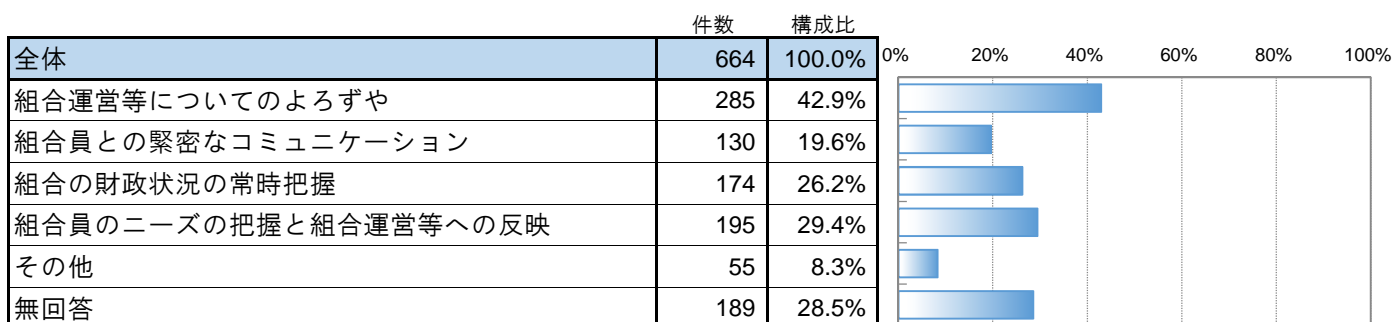 件数 構成比
全体 664 100.0% 0% 20% 40% 60% 80% 100%
組合運営等についてのよろずや 285 42.9%
組合員との緊密なコミュニケーション 130 19.6%
組合の財政状況の常時把握 174 26.2%
組合員のニーズの把握と組合運営等への反映 195 29.4%
その他 55 8.3%
無回答 189 28.5%